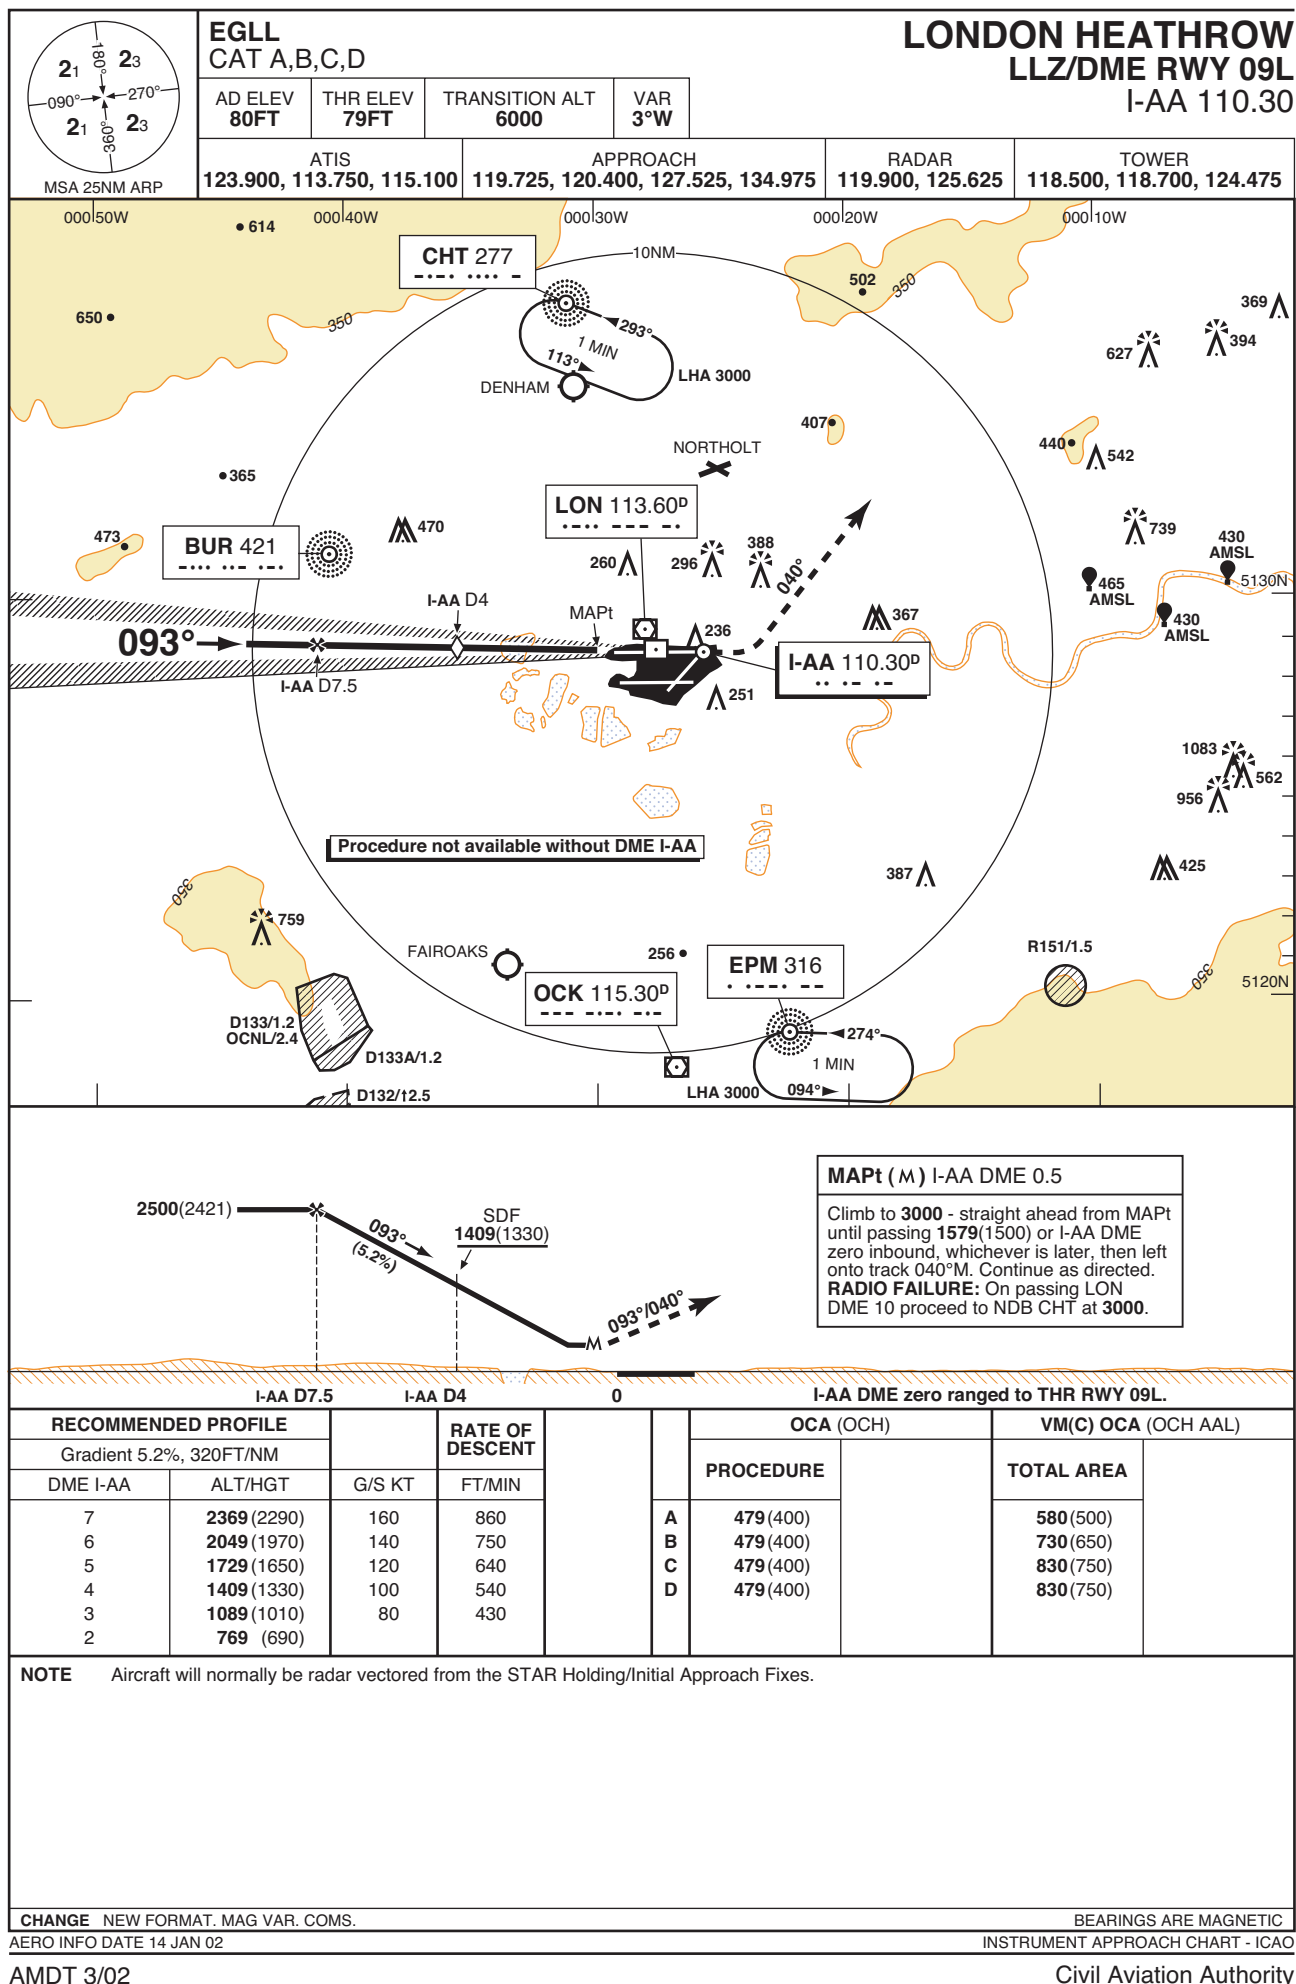 EGLL
CAT A,B,C,D
LONDON HEATHROW
LLZ/DME RWY 09L
I-AA 110.30
21
23
21
23
180°
090°
270°
360°
MSA 25NM ARP
AD ELEV
80FT
THR ELEV
79FT
TRANSITION ALT
6000
VAR
3°W
ATIS
123.900, 113.750, 115.100
APPROACH
119.725, 120.400, 127.525, 134.975
RADAR
119.900, 125.625
TOWER
118.500, 118.700, 124.475
000 50W
000 40W
000 30W
000 20W
000 10W
614
CHT 277
10NM
502
350
369
650
350
293°
1 MIN
113°
LHA 3000
DENHAM
627
394
407
440
542
NORTHOLT
365
LON 113.60D
473
BUR 421
470
260
296
388
040°
739
430
AMSL
465
AMSL
5130N
430
AMSL
I-AA D4
MAPt
367
093°
236
I-AA 110.30D
I-AA D7.5
251
1083
562
956
Procedure not available without DME I-AA
387
425
350
759
FAIROAKS
256
EPM 316
R151/1.5
350
5120N
OCK 115.30D
D133/1.2
OCNL/2.4
D133A/1.2
274°
1 MIN
094°
LHA 3000
D132/†2.5
2500(2421)
093°
(5.2%)
SDF
1409(1330)
M
093°/040°
MAPt (M) I-AA DME 0.5
Climb to 3000 - straight ahead from MAPt
until passing 1579(1500) or I-AA DME
zero inbound, whichever is later, then left
onto track 040°M. Continue as directed.
RADIO FAILURE: On passing LON
DME 10 proceed to NDB CHT at 3000.
I-AA D7.5
I-AA D4
0
I-AA DME zero ranged to THR RWY 09L.
RECOMMENDED PROFILE
Gradient 5.2%, 320FT/NM
DME I-AA ALT/HGT G/S KT
RATE OF
DESCENT
FT/MIN
7 2369(2290) 160 860
6 2049(1970) 140 750
5 1729(1650) 120 640
4 1409(1330) 100 540
3 1089(1010) 80 430
2 769 (690)
OCA (OCH)
VM(C) OCA (OCH AAL)
PROCEDURE
TOTAL AREA
A 479(400) 580(500)
B 479(400) 730(650)
C 479(400) 830(750)
D 479(400) 830(750)
NOTE Aircraft will normally be radar vectored from the STAR Holding/Initial Approach Fixes.
CHANGE NEW FORMAT. MAG VAR. COMS.
BEARINGS ARE MAGNETIC
AERO INFO DATE 14 JAN 02
INSTRUMENT APPROACH CHART - ICAO
AMDT 3/02
Civil Aviation Authority